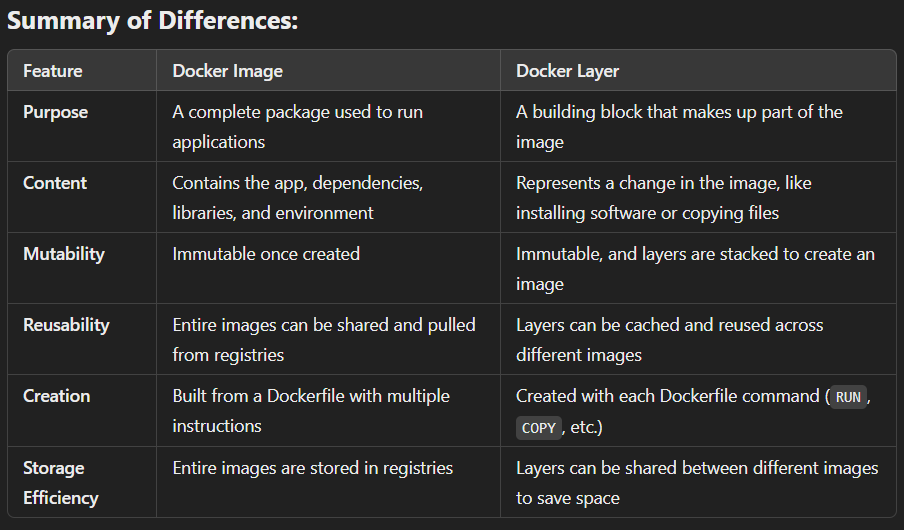 Summary of Differences:
Feature Docker Image Docker Layer
Purpose A complete package used to run A building block that makes up part of the
applications image
Content Contains the app, dependencies, Represents a change in the image, like
libraries, and environment installing software or copying files
Mutability Immutable once created Immutable, and layers are stacked to create an
image
Reusability Entire images can be shared and pulled Layers can be cached and reused across
from registries different images
Creation Built from a Dockerfile with multiple Created with each Dockerfile command (RUN,
instructions COPY, etc.)
Storage Entire images are stored in registries Layers can be shared between different images
Efficiency to save space